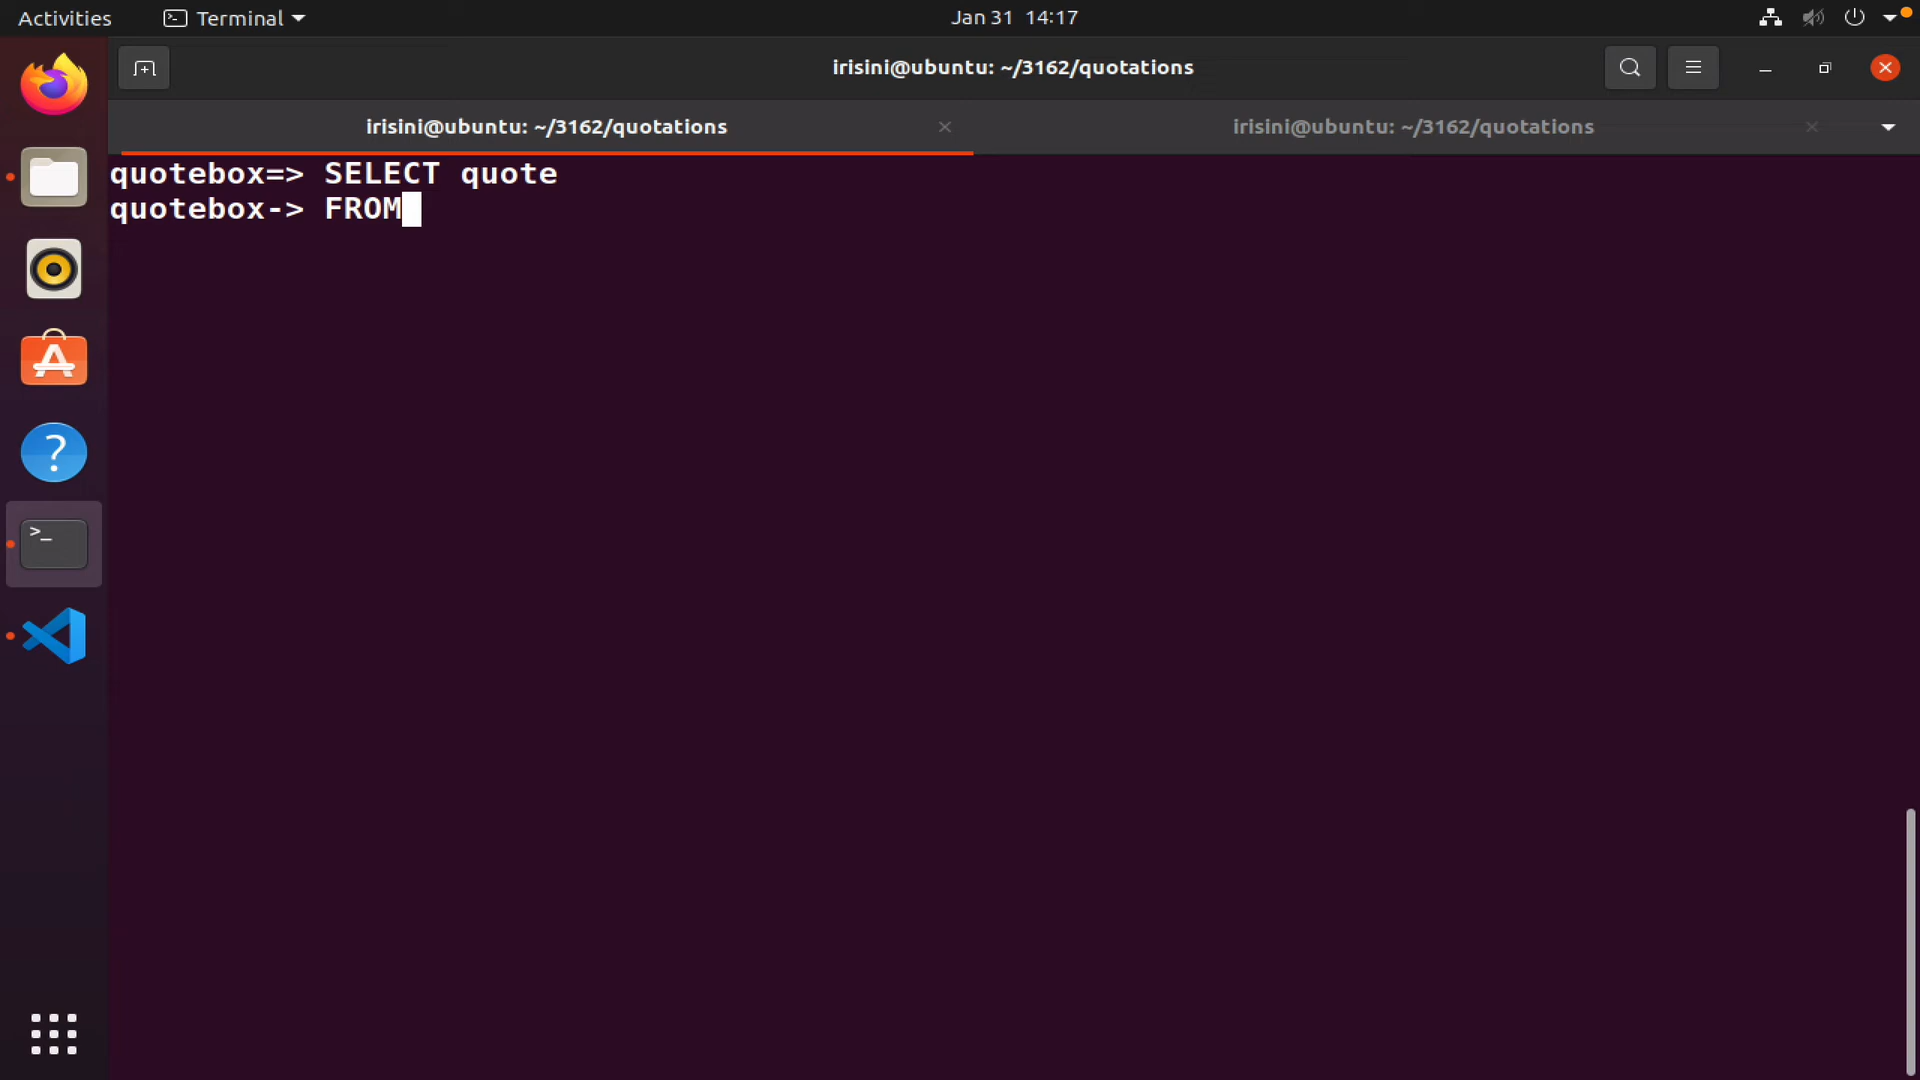 Activities
Terminal
Jan 31 14:17
irisini@ubuntu: ~/3162/quotations
irisini@ubuntu: ~/3162/quotations
irisini@ubuntu: ~/3162/quotations
quotebox=> SELECT quote
quotebox-> FROM